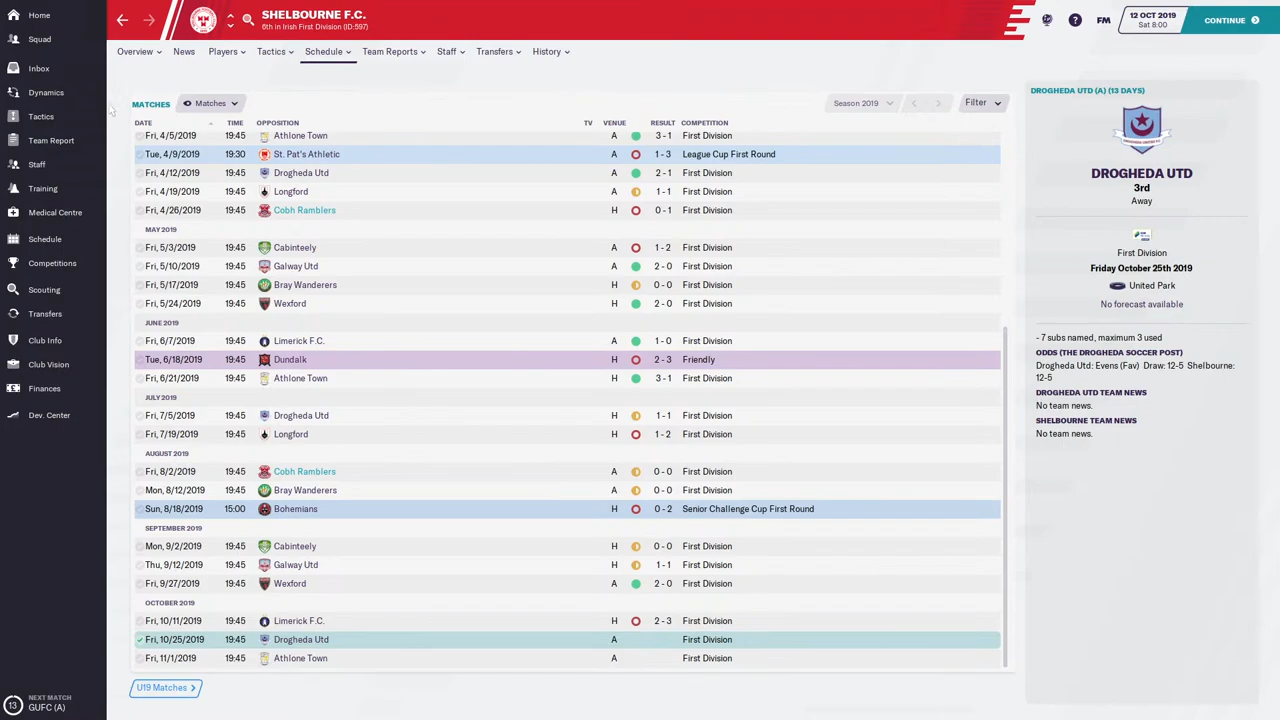 Home
Squad
Inbox
Dynamics
Tactics
Team Report
Staff
Training
Medical Centre
Schedule
Competitions
Scouting
Transfers
Club Info
Club Vision
Finances
Dev. Center
13 NEXT MATCH
GUFC (A)
SHELBOURNE F.C.
6th in Irish First Division (ID:597)
? FM 12 OCT 2019
Sat 8:00
CONTINUE
Overview News Players Tactics Schedule Team Reports Staff Transfers History
MATCHES Matches Season 2019 Filter
DATE TIME OPPOSITION TV VENUE RESULT COMPETITION
Fri, 4/5/2019 19:45 Athlone Town A 3 - 1 First Division
Tue, 4/9/2019 19:30 St. Pat's Athletic A 1 - 3 League Cup First Round
Fri, 4/12/2019 19:45 Drogheda Utd A 2 - 1 First Division
Fri, 4/19/2019 19:45 Longford A 1 - 1 First Division
Fri, 4/26/2019 19:45 Cobh Ramblers H 0 - 1 First Division
MAY 2019
Fri, 5/3/2019 19:45 Cabinteely A 1 - 2 First Division
Fri, 5/10/2019 19:45 Galway Utd A 2 - 0 First Division
Fri, 5/17/2019 19:45 Bray Wanderers H 0 - 0 First Division
Fri, 5/24/2019 19:45 Wexford H 2 - 0 First Division
JUNE 2019
Fri, 6/7/2019 19:45 Limerick F.C. A 1 - 0 First Division
Tue, 6/18/2019 19:45 Dundalk H 2 - 3 Friendly
Fri, 6/21/2019 19:45 Athlone Town H 3 - 1 First Division
JULY 2019
Fri, 7/5/2019 19:45 Drogheda Utd H 1 - 1 First Division
Fri, 7/19/2019 19:45 Longford H 1 - 2 First Division
AUGUST 2019
Fri, 8/2/2019 19:45 Cobh Ramblers A 0 - 0 First Division
Mon, 8/12/2019 19:45 Bray Wanderers A 0 - 0 First Division
Sun, 8/18/2019 15:00 Bohemians H 0 - 2 Senior Challenge Cup First Round
SEPTEMBER 2019
Mon, 9/2/2019 19:45 Cabinteely H 0 - 0 First Division
Thu, 9/12/2019 19:45 Galway Utd H 1 - 1 First Division
Fri, 9/27/2019 19:45 Wexford A 2 - 0 First Division
OCTOBER 2019
Fri, 10/11/2019 19:45 Limerick F.C. H 2 - 3 First Division
Fri, 10/25/2019 19:45 Drogheda Utd A First Division
Fri, 11/1/2019 19:45 Athlone Town A First Division
U19 Matches
DROGHEDA UTD (A) (13 DAYS)
DROGHEDA UTD
3rd
Away
First Division
Friday October 25th 2019
United Park
No forecast available
- 7 subs named, maximum 3 used
ODDS (THE DROGHEDA SOCCER POST)
Drogheda Utd: Evens (Fav) Draw: 12-5 Shelbourne:
12-5
DROGHEDA UTD TEAM NEWS
No team news.
SHELBOURNE TEAM NEWS
No team news.